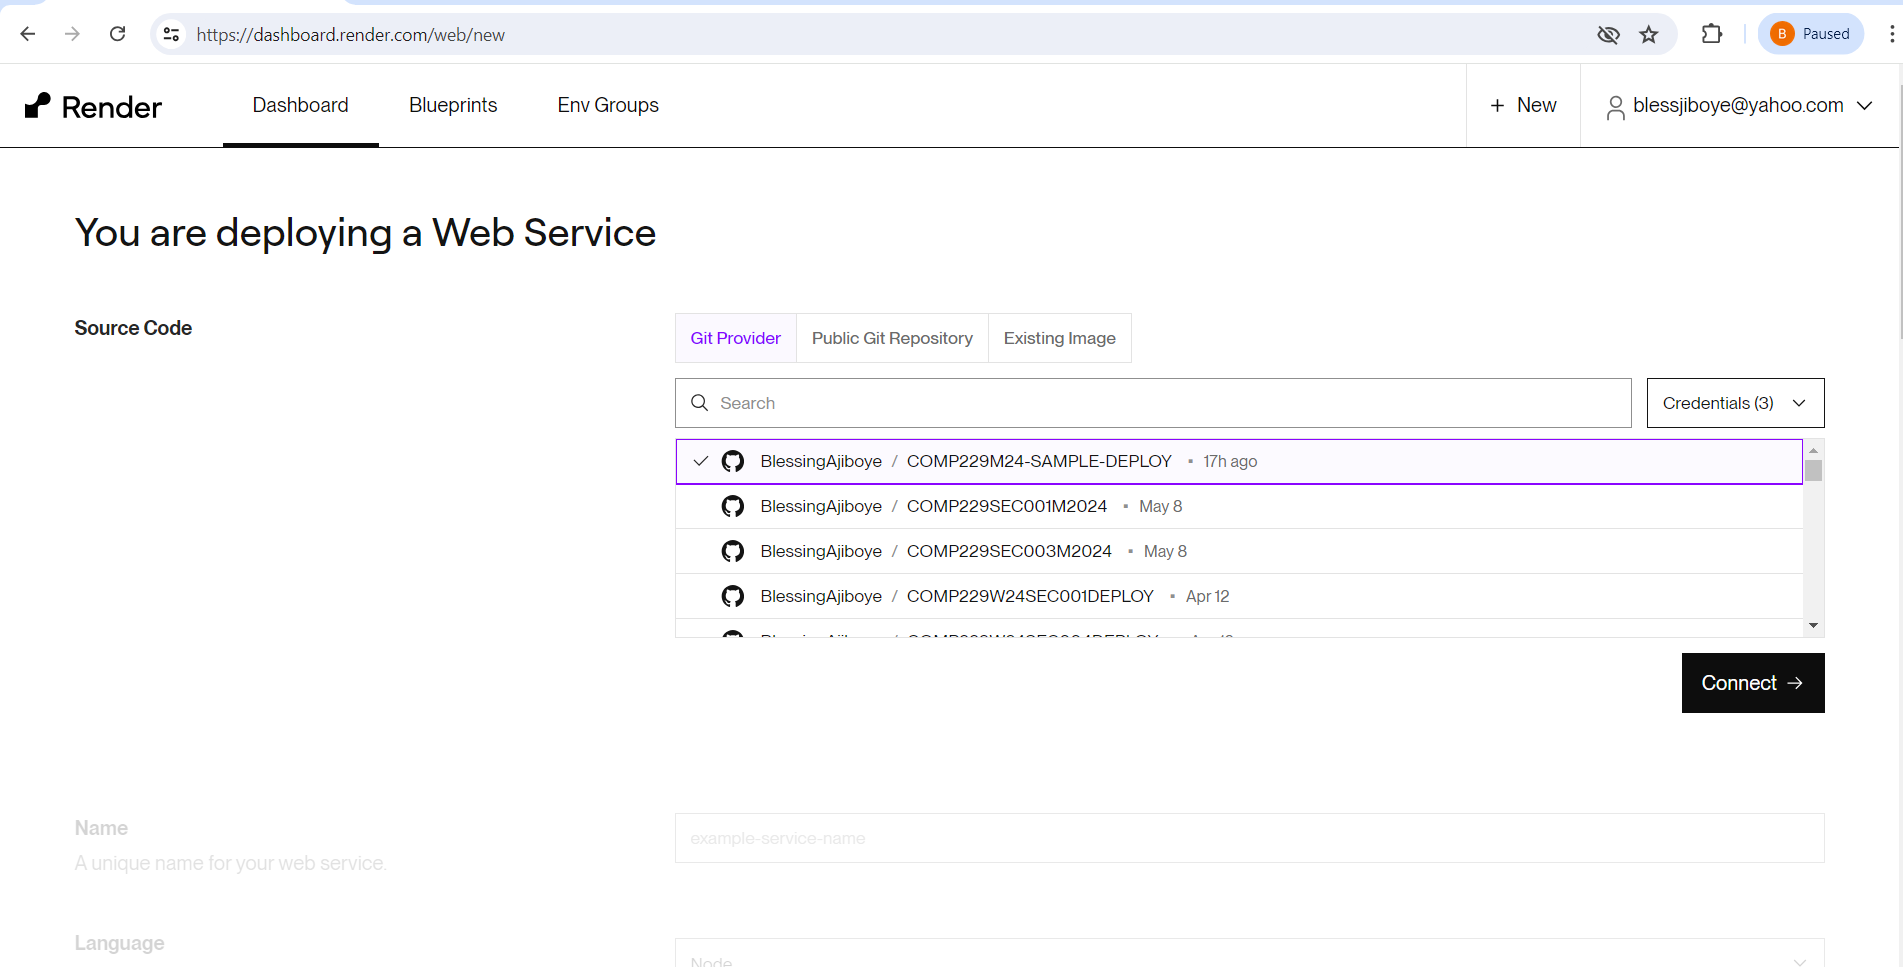 https://dashboard.render.com/web/new
B Paused
Render Dashboard Blueprints Env Groups + New blessjiboye@yahoo.com
You are deploying a Web Service
Source Code
Git Provider Public Git Repository Existing Image
Search Credentials (3)
BlessingAjiboye / COMP229M24-SAMPLE-DEPLOY ▪ 17h ago
BlessingAjiboye / COMP229SEC001M2024 ▪ May 8
BlessingAjiboye / COMP229SEC003M2024 ▪ May 8
BlessingAjiboye / COMP229W24SEC001DEPLOY ▪ Apr 12
Connect →
Name
example-service-name
A unique name for your web service.
Language
Node